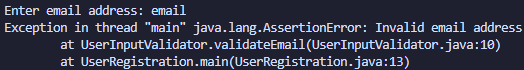 Enter email address: email
Exception in thread "main" java.lang.AssertionError: Invalid email address
at UserInputValidator.validateEmail(UserInputValidator.java:10)
at UserRegistration.main(UserRegistration.java:13)